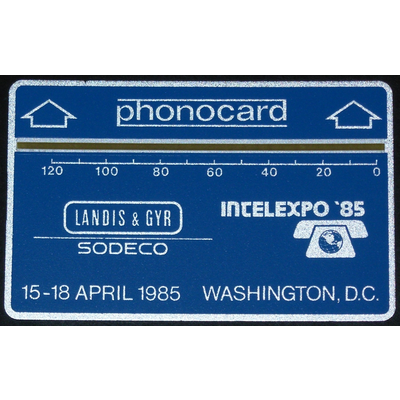 phonocard
120 100 80 60 40 20 0
LANDIS & GYR
SODECO
INTELEXPO '85
15-18 APRIL 1985 WASHINGTON, D.C.